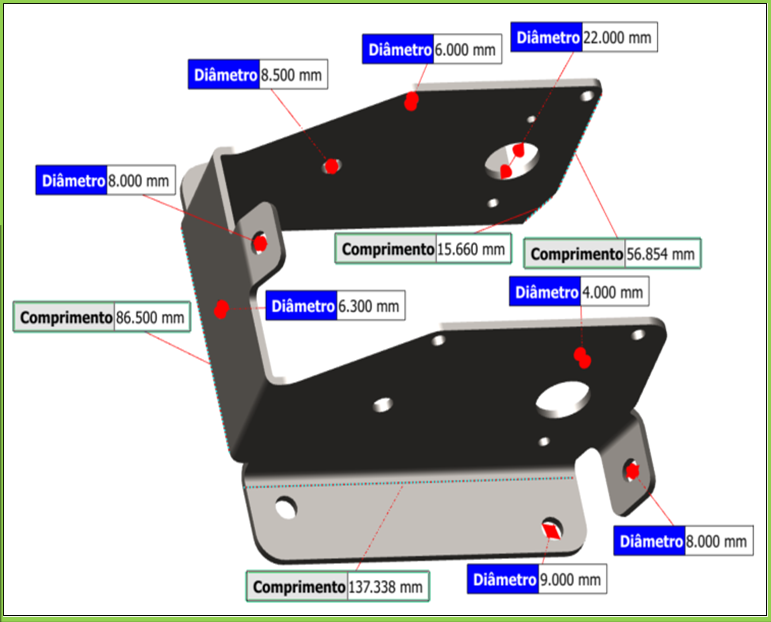 Diâmetro 22.000 mm
Diâmetro 6.000 mm
Diâmetro 8.500 mm
Diâmetro 8.000 mm
Comprimento 15.660 mm
Comprimento 56.854 mm
Diâmetro 4.000 mm
Diâmetro 6.300 mm
Comprimento 86.500 mm
Diâmetro 8.000 mm
Diâmetro 9.000 mm
Comprimento 137.338 mm